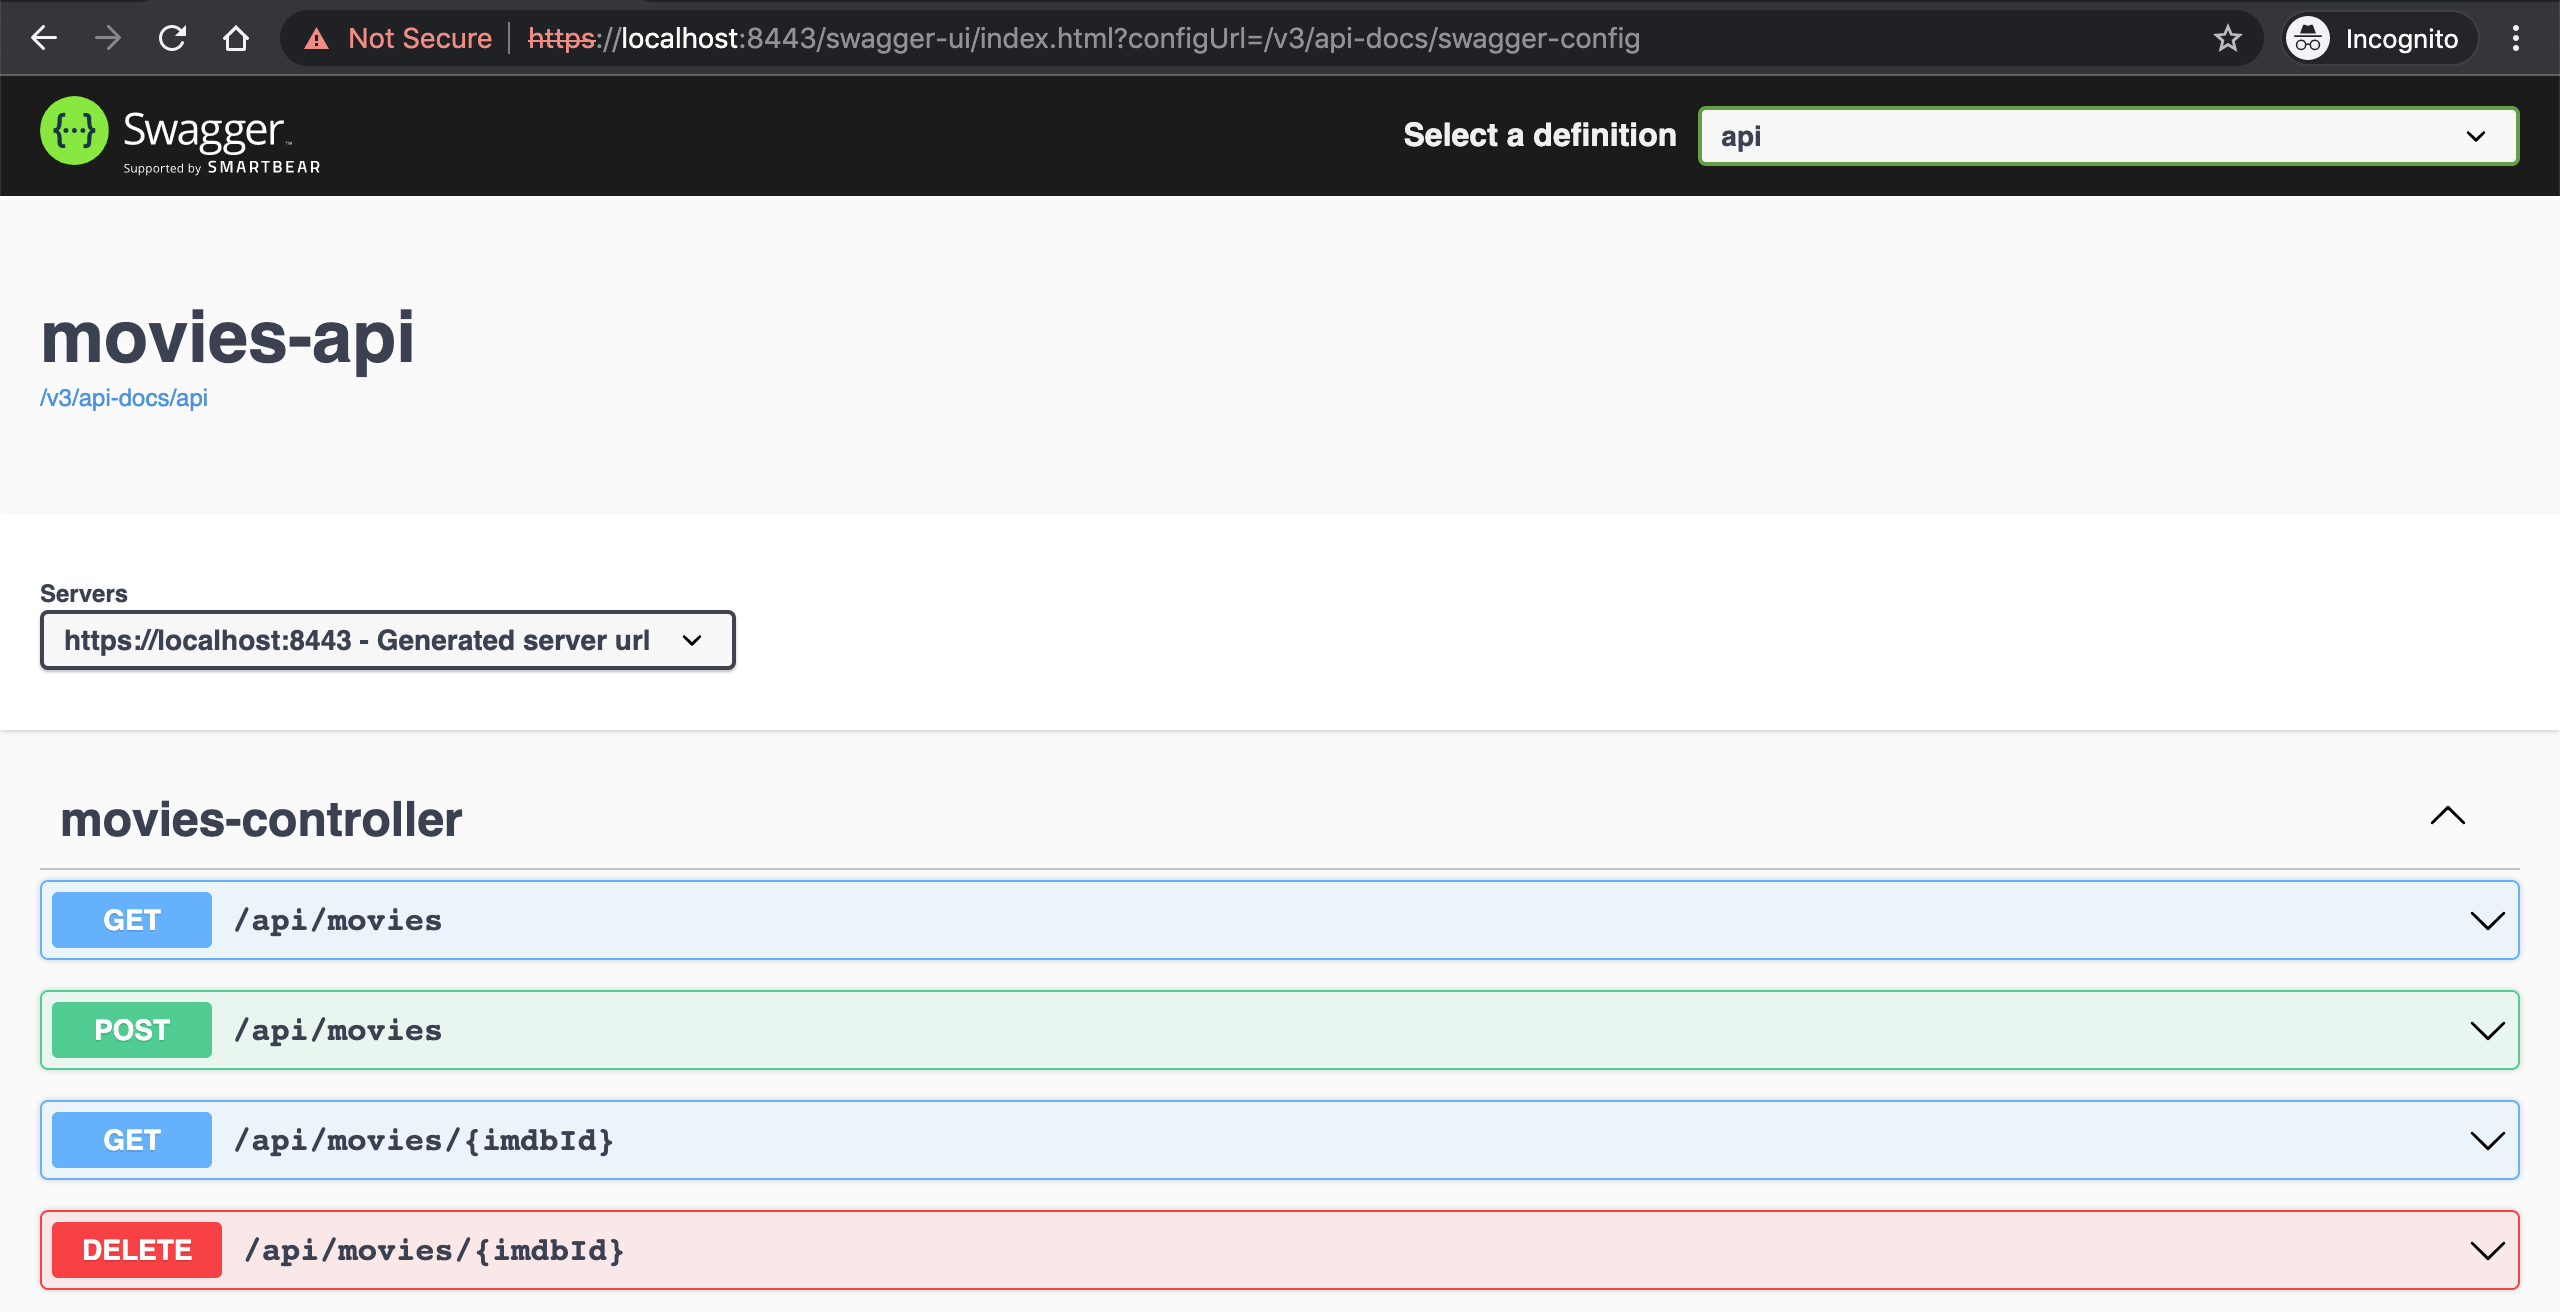 Not Secure https://localhost:8443/swagger-ui/index.html?configUrl=/v3/api-docs/swagger-config Incognito
{···} Swagger™
Supported by SMARTBEAR
Select a definition api
movies-api
/v3/api-docs/api
Servers
https://localhost:8443 - Generated server url
movies-controller
GET /api/movies
POST /api/movies
GET /api/movies/{imdbId}
DELETE /api/movies/{imdbId}